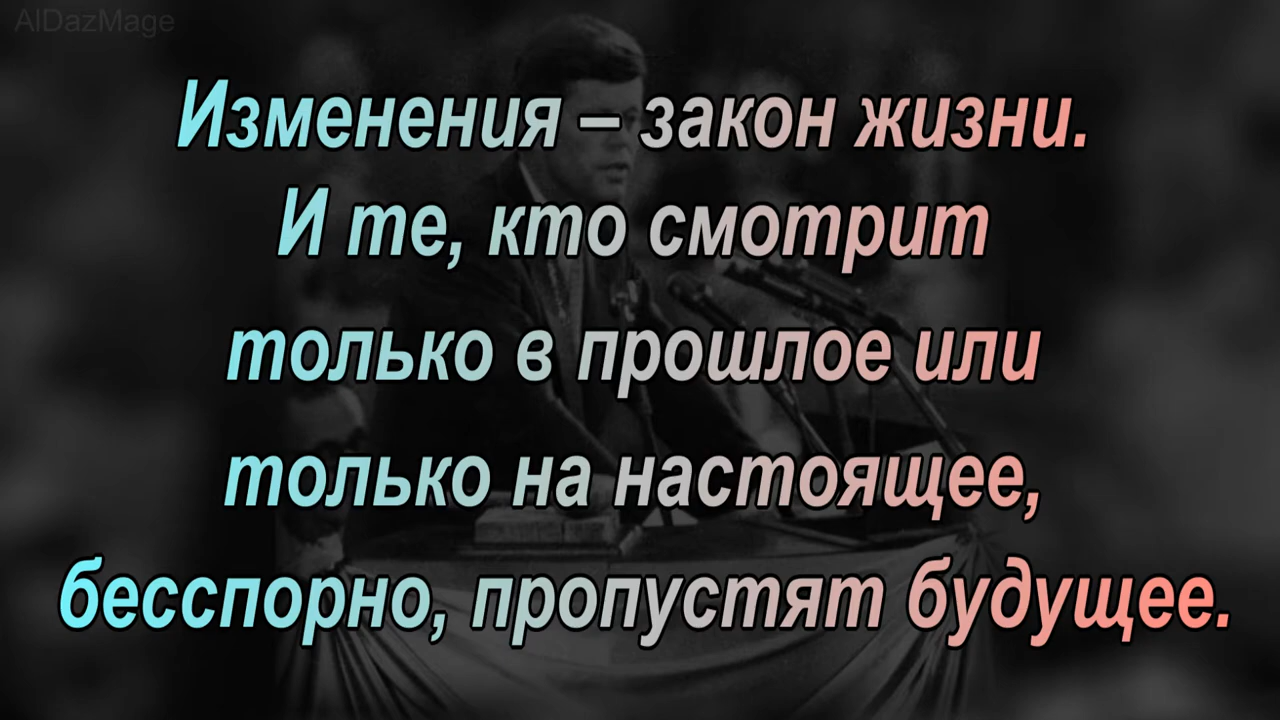 AlDazMage
Изменения – закон жизни.
И те, кто смотрит
только в прошлое или
только на настоящее,
бесспорно, пропустят будущее.